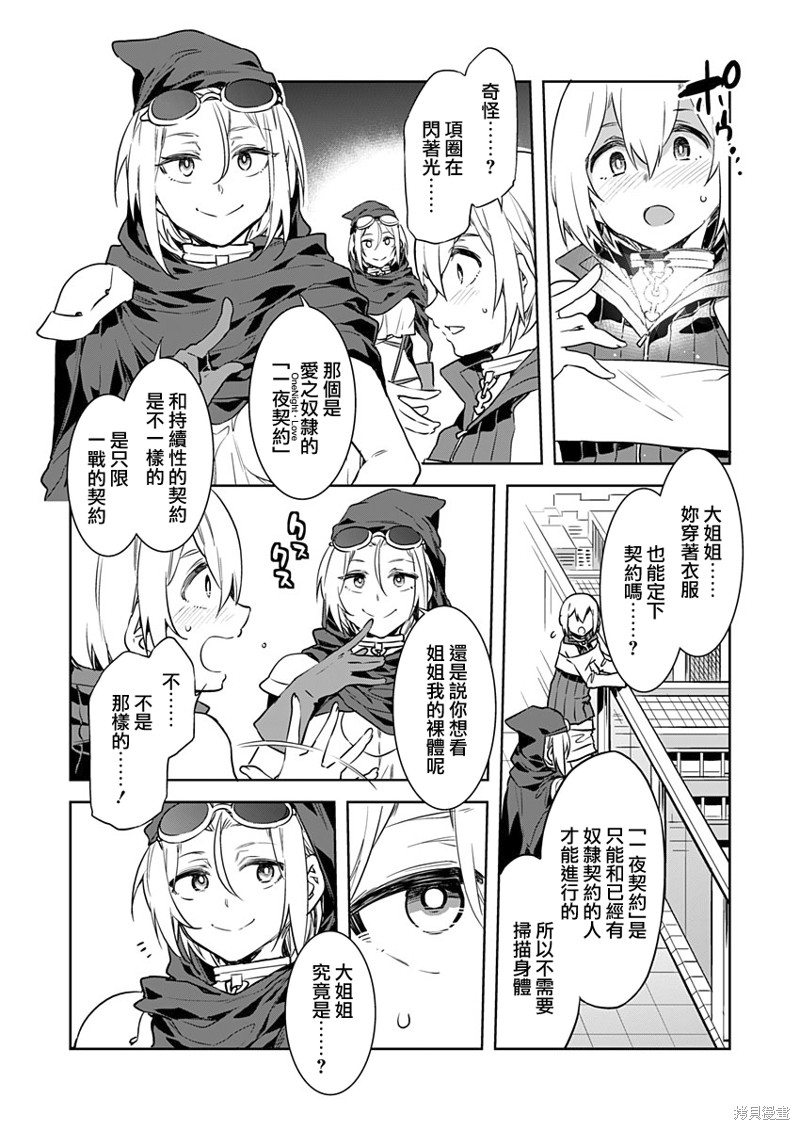 ポウ…
奇怪……？
項圈在
閃著光……
那個是
愛之奴隸的
OneNight・Love
「一夜契約」
和持續性的契約
是不一樣的
是只限
一戰的契約
大姐姐……
妳穿著衣服
也能定下
契約嗎……？
「一夜契約」是
只能和已經有
奴隸契約的人
才能進行的
所以不需要
掃描身體
クスクス
還是說你想看
姐姐我的裸體呢
不……
不是
那樣的……！
大姐姐
究竟是……？
拷貝漫畫